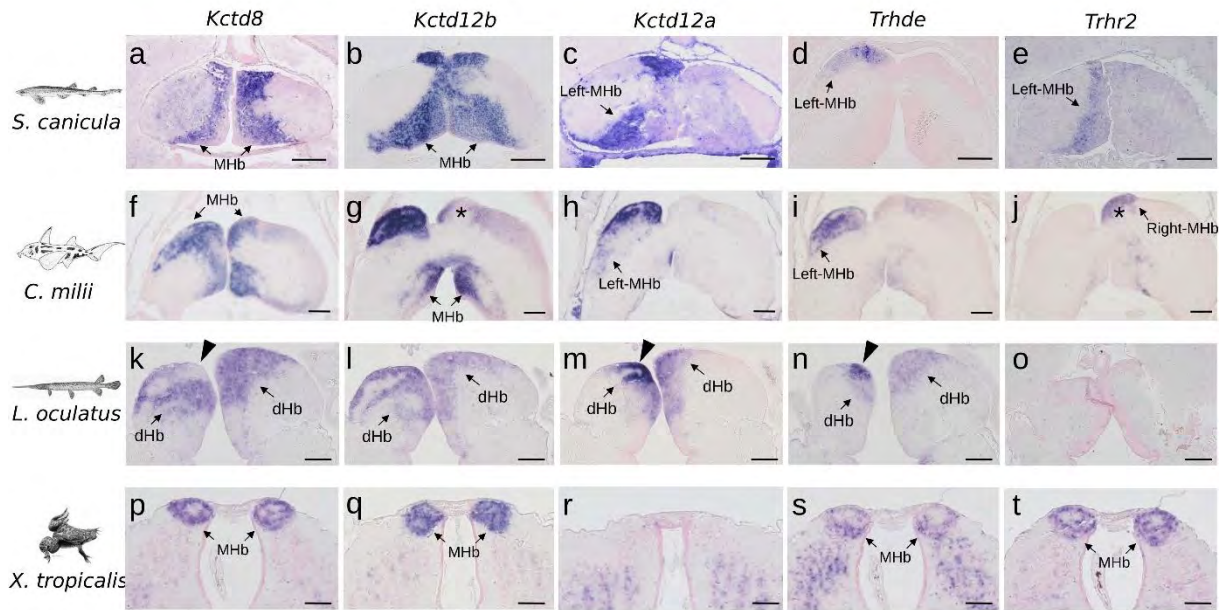 Kctd8 Kctd12b Kctd12a Trhde Trhr2
a b c d e
Left-MHb Left-MHb Left-MHb
MHb MHb
S. canicula
f g h i j
MHb * * Right-MHb
Left-MHb Left-MHb
MHb
C. milii
k l m n o
dHb dHb dHb dHb dHb dHb
dHb
L. oculatus
p q r s t
MHb MHb MHb MHb
X. tropicalis